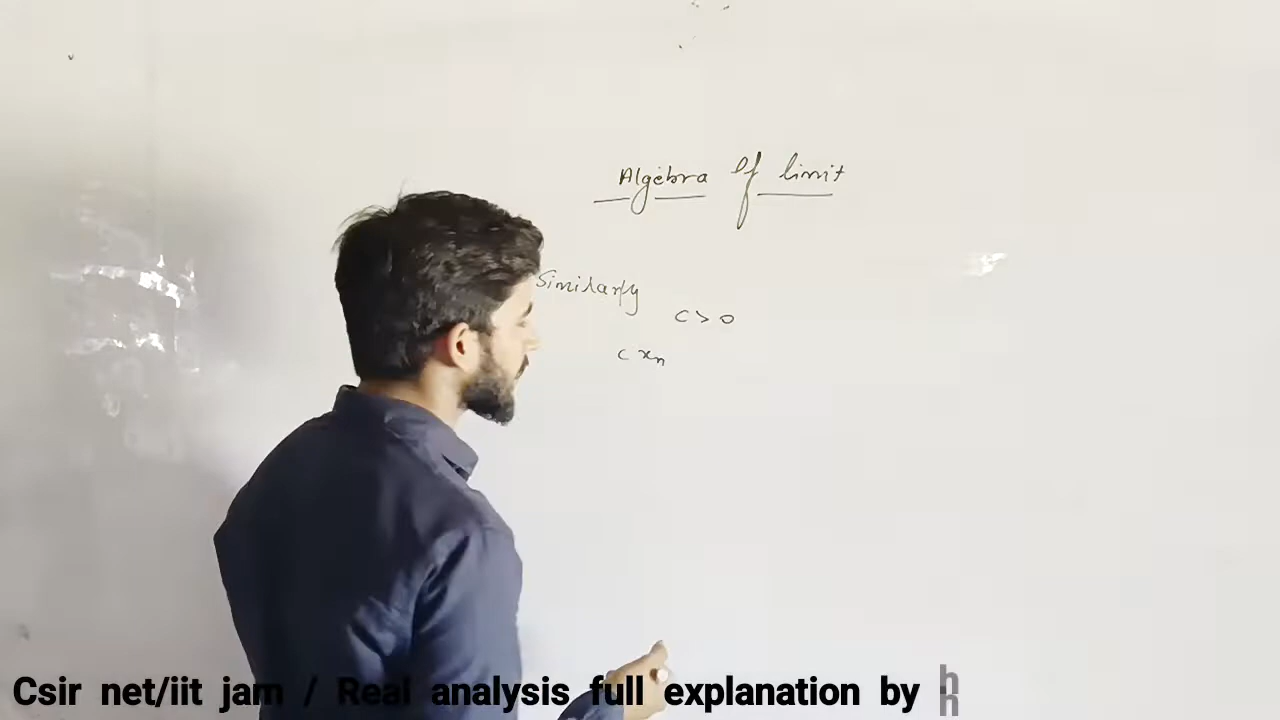 Algebra of limit
Similarly
c > 0
c xn
Csir net/iit jam / Real analysis full explanation by